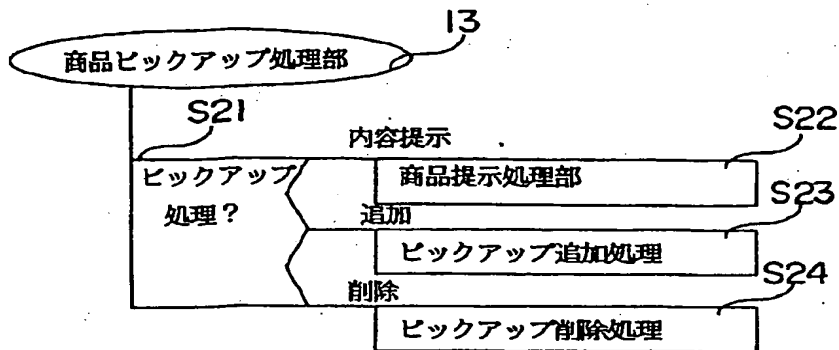 13
商品ピックアップ処理部
S21
内容提示
S22
ピックアップ
処理？
商品提示処理部
S23
追加
ピックアップ追加処理
S24
削除
ピックアップ削除処理